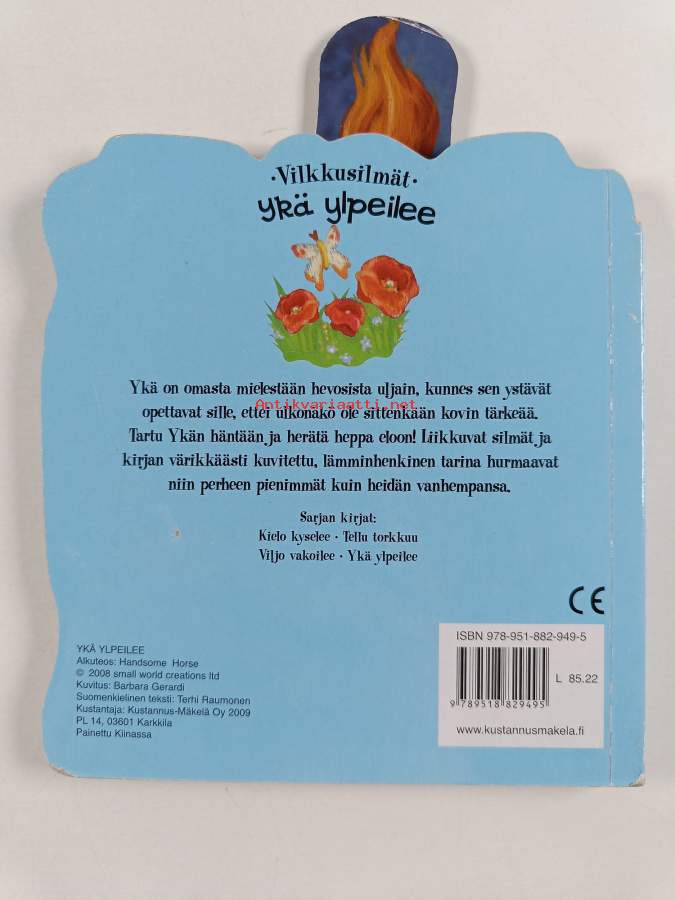 ·Vilkkusilmät·
ykä ylpeilee
Ykä on omasta mielestään hevosista uljain, kunnes sen ystävät
opettavat sille, ettei ulkonäkö ole sittenkään kovin tärkeää.
Antikvariaatti.net
Tartu Ykän häntään ja herätä heppa eloon! Liikkuvat silmät ja
kirjan värikkäästi kuvitettu, lämminhenkinen tarina hurmaavat
niin perheen pienimmät kuin heidän vanhempansa.
Sarjan kirjat:
Kielo kyselee · Tellu torkkuu
Viljo vakoilee · Ykä ylpeilee
CE
YKÄ YLPEILEE
Alkuteos: Handsome Horse
© 2008 small world creations ltd
Kuvitus: Barbara Gerardi
Suomenkielinen teksti: Terhi Raumonen
Kustantaja: Kustannus-Mäkelä Oy 2009
PL 14, 03601 Karkkila
Painettu Kiinassa
ISBN 978-951-882-949-5
L 85.22
9 789518 829495
www.kustannusmakela.fi